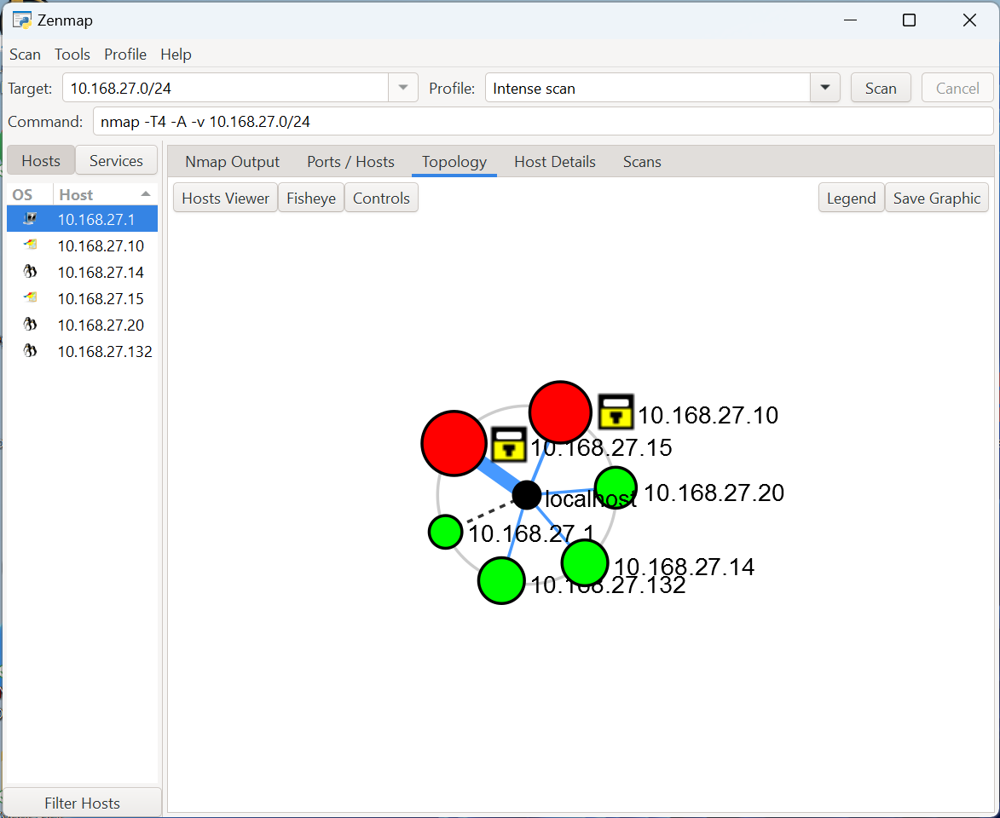 Zenmap
Scan Tools Profile Help
Target: 10.168.27.0/24 Profile: Intense scan Scan Cancel
Command: nmap -T4 -A -v 10.168.27.0/24
Hosts Services
Nmap Output Ports / Hosts Topology Host Details Scans
OS Host
Hosts Viewer Fisheye Controls Legend Save Graphic
10.168.27.1
10.168.27.10
10.168.27.14
10.168.27.15
10.168.27.20
10.168.27.132
10.168.27.10
10.168.27.15
10.168.27.20
localhost
10.168.27.1
10.168.27.14
10.168.27.132
Filter Hosts